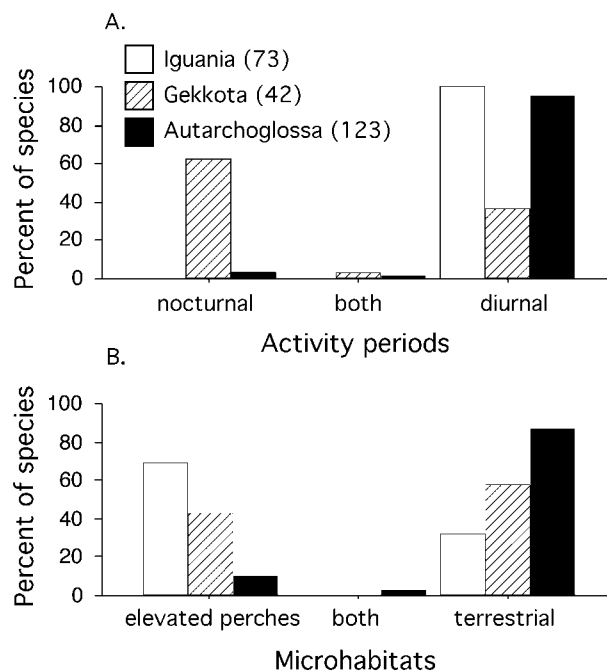 A.
Iguania (73)
Gekkota (42)
Autarchoglossa (123)
Percent of species
100
80
60
40
20
0
nocturnal both diurnal
Activity periods
B.
Percent of species
100
80
60
40
20
0
elevated perches both terrestrial
Microhabitats